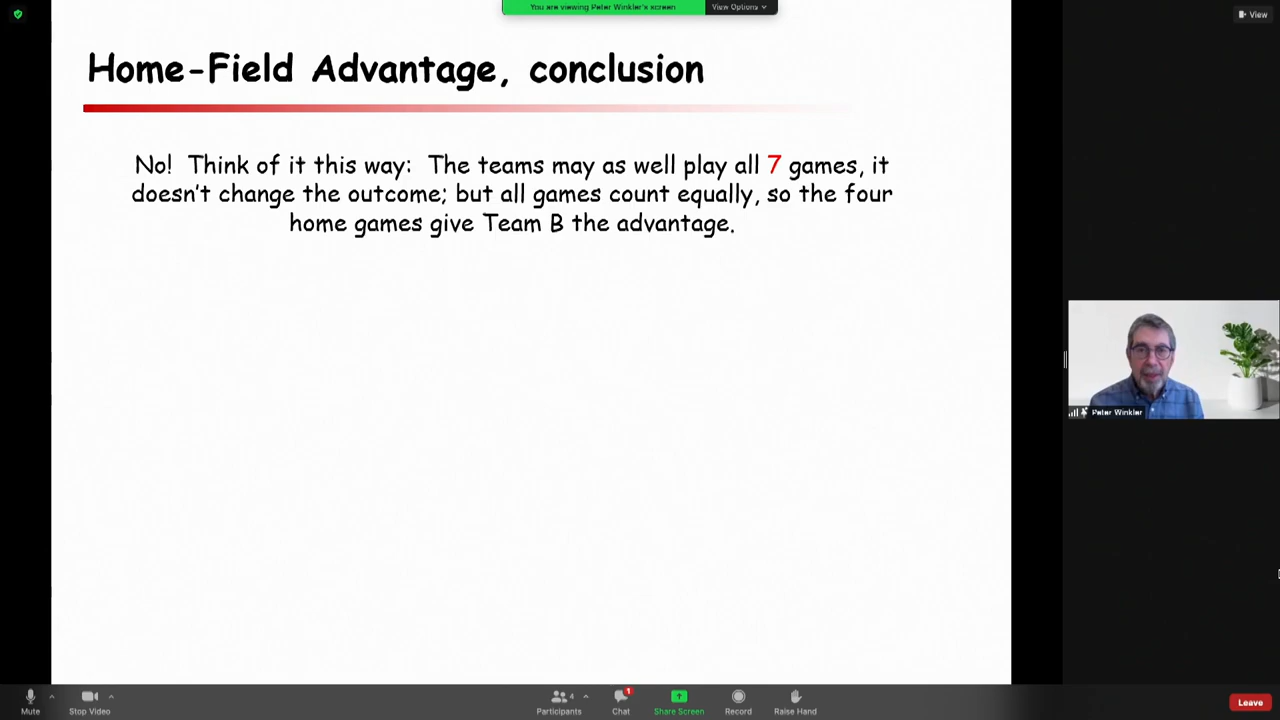 You are viewing Peter Winkler's screen
View Options
View
Home-Field Advantage, conclusion
No! Think of it this way: The teams may as well play all 7 games, it
doesn't change the outcome; but all games count equally, so the four
home games give Team B the advantage.
Peter Winkler
Mute
Stop Video
4
Participants
1
Chat
Share Screen
Record
Raise Hand
Leave